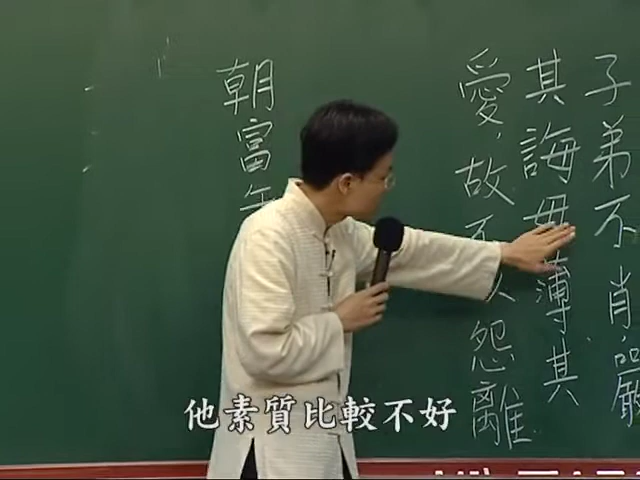 子弟不肖 嚴
其誨毋薄其
愛,故不 怨離
朝富
他素質比較不好